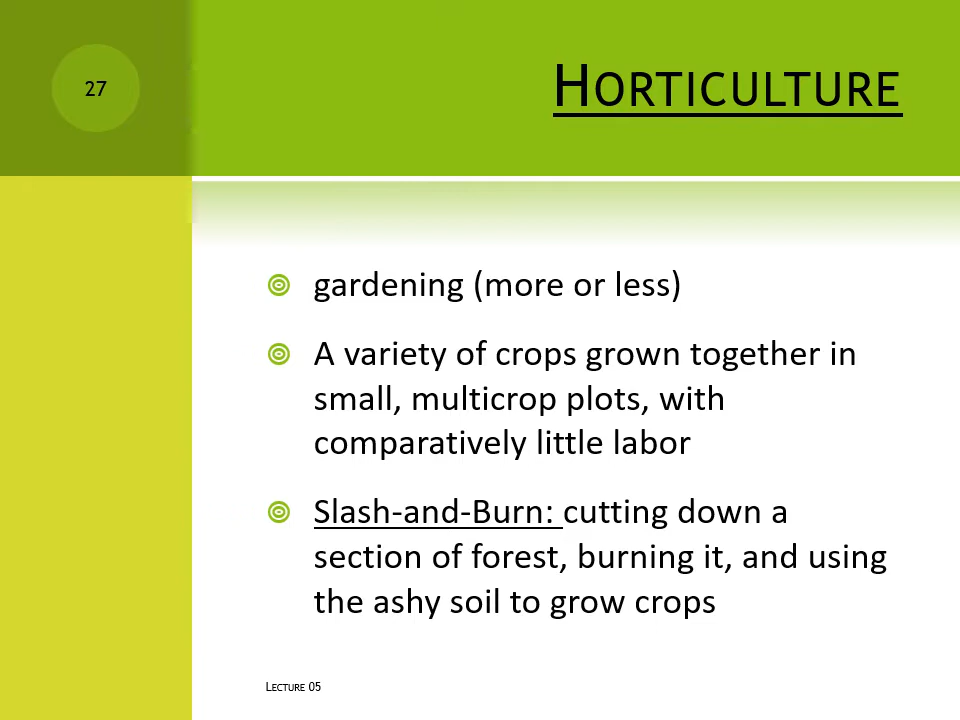 27
Horticulture
gardening (more or less)
A variety of crops grown together in
small, multicrop plots, with
comparatively little labor
Slash-and-Burn: cutting down a
section of forest, burning it, and using
the ashy soil to grow crops
Lecture 05